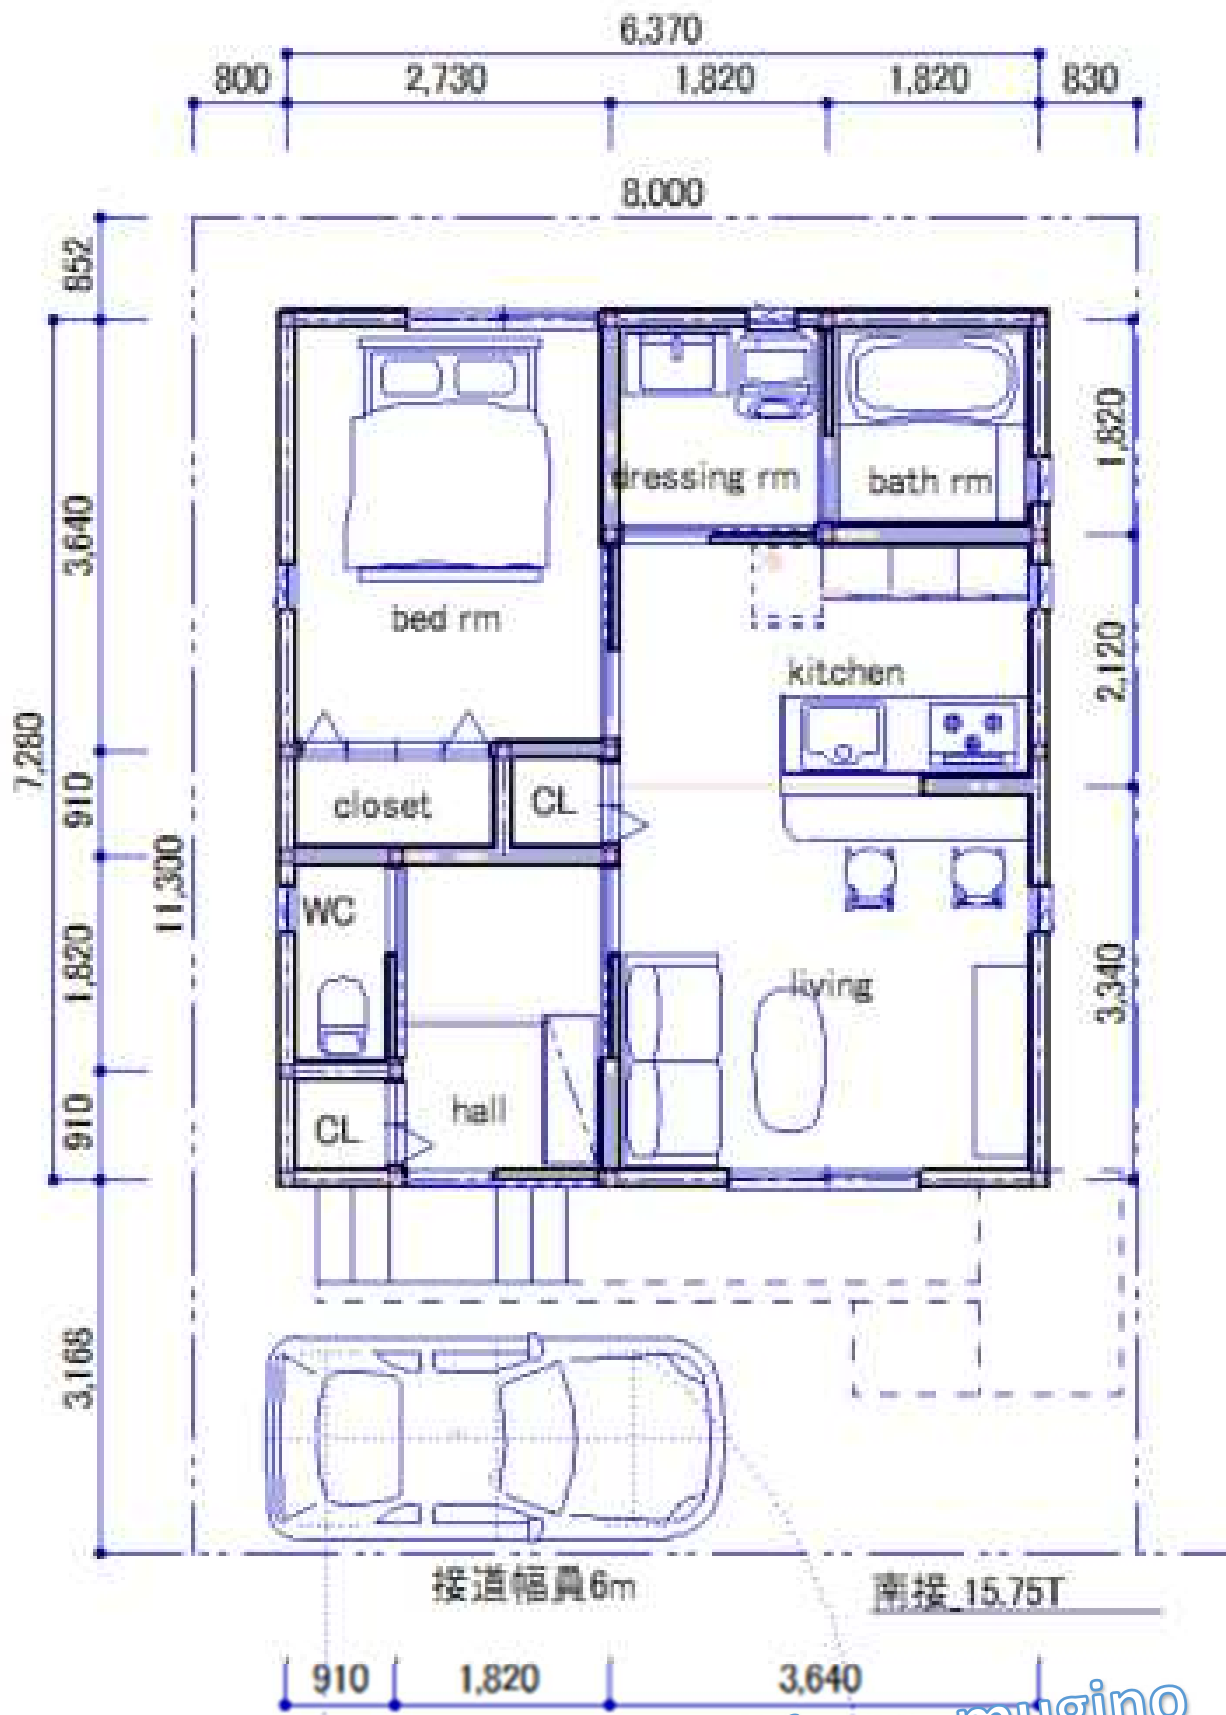 6,370
800 2,730 1,820 1,820 830
8,000
852
3,640
1,820
dressing rm bath rm
bed rm
kitchen
2,120
7,280
910
closet CL
11,300
WC
1,820
living
3,340
910
CL hall
3,168
接道幅員6m
南接_15.75T
910 1,820 3,640
mugino